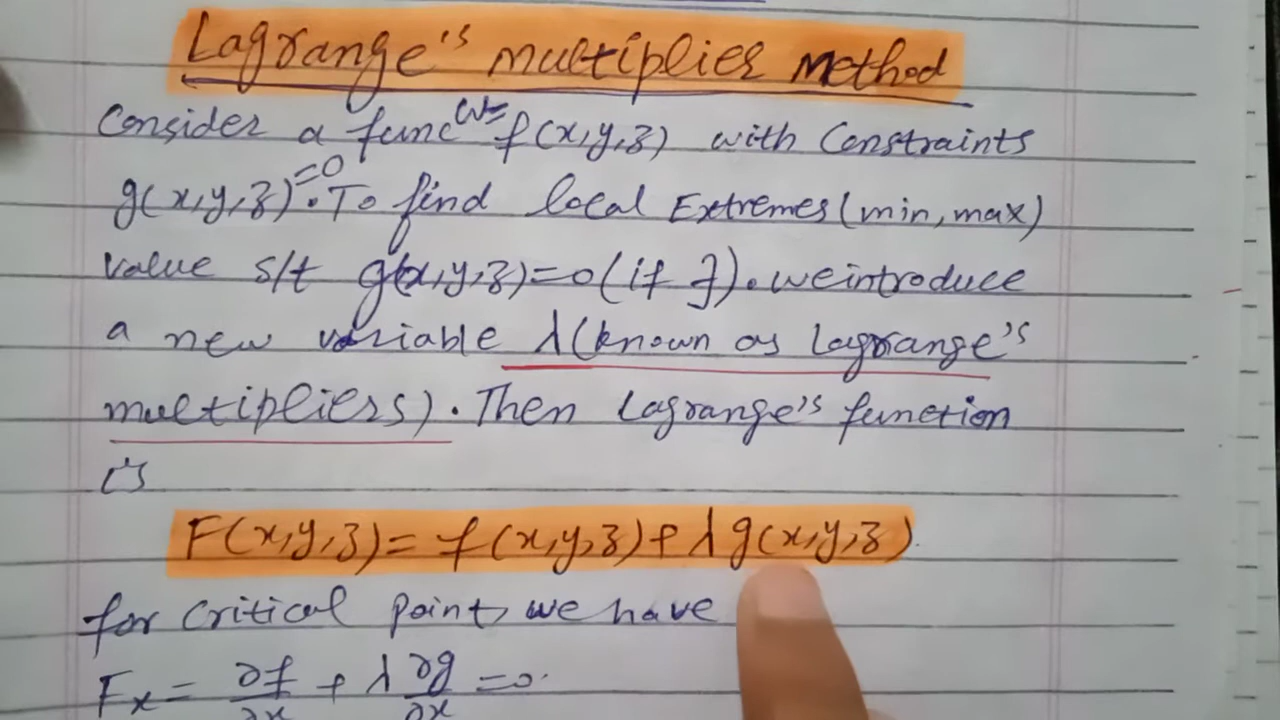 Lagrange's multiplier Method
Consider a funcⁿ f(x,y,z) with Constraints
g(x,y,z)=0. To find local Extremes (min, max)
value s/t g(x,y,z)=0 (if ∃). we introduce
a new variable λ (known as Lagrange's
multipliers). Then Lagrange's function
is
F(x,y,z) = f(x,y,z) + λ g(x,y,z).
for critical point, we have
Fx = ∂f/∂x + λ ∂g/∂x = 0.